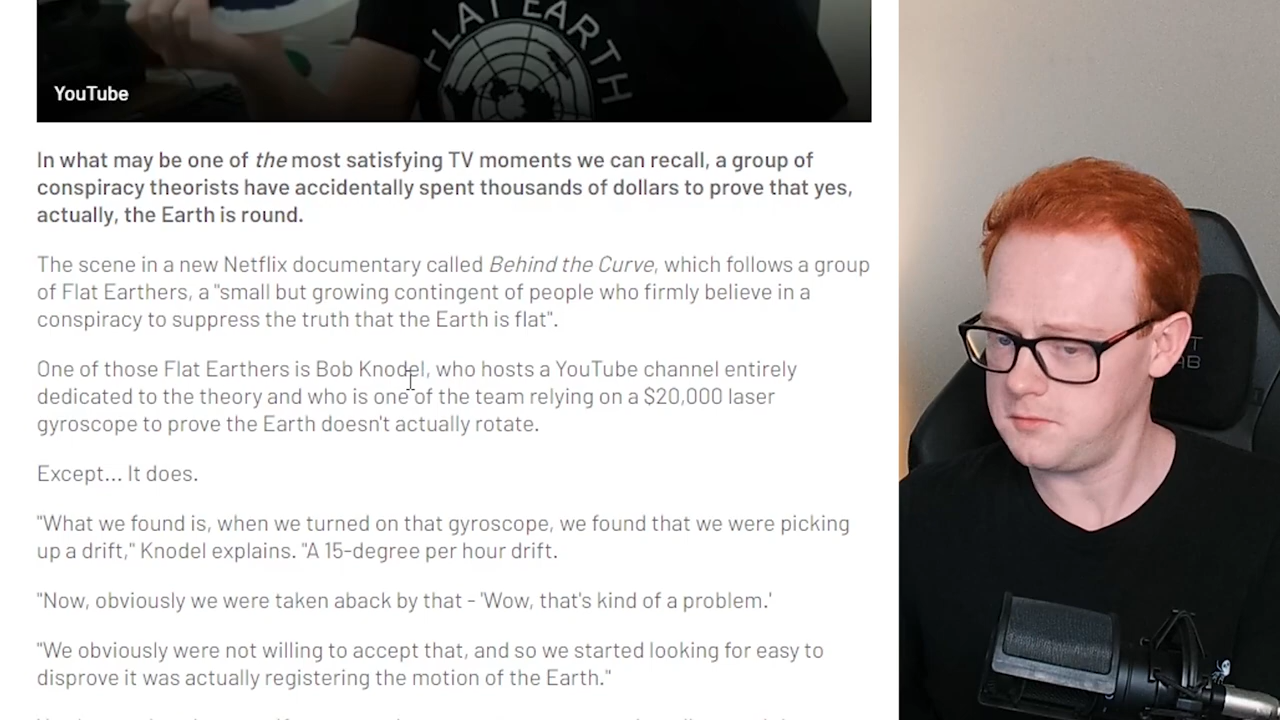 FLAT EARTH
YouTube
In what may be one of the most satisfying TV moments we can recall, a group of
conspiracy theorists have accidentally spent thousands of dollars to prove that yes,
actually, the Earth is round.
The scene in a new Netflix documentary called Behind the Curve, which follows a group
of Flat Earthers, a "small but growing contingent of people who firmly believe in a
conspiracy to suppress the truth that the Earth is flat".
One of those Flat Earthers is Bob Knodel, who hosts a YouTube channel entirely
dedicated to the theory and who is one of the team relying on a $20,000 laser
gyroscope to prove the Earth doesn't actually rotate.
Except... It does.
"What we found is, when we turned on that gyroscope, we found that we were picking
up a drift," Knodel explains. "A 15-degree per hour drift.
"Now, obviously we were taken aback by that - 'Wow, that's kind of a problem.'
"We obviously were not willing to accept that, and so we started looking for easy to
disprove it was actually registering the motion of the Earth."